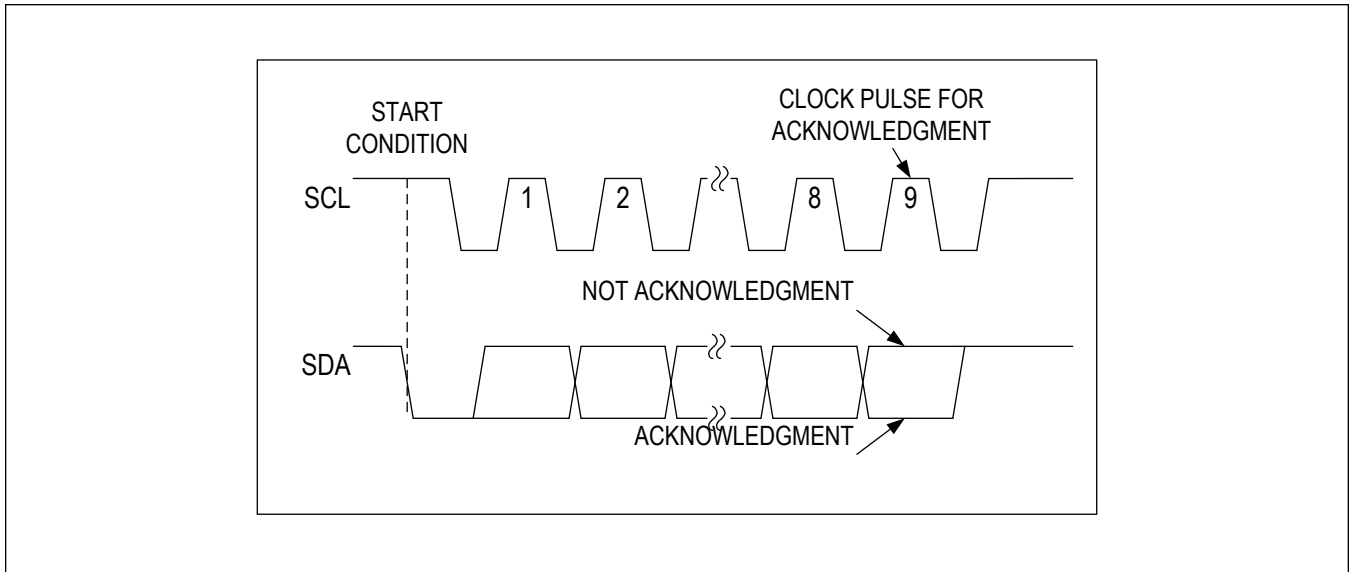 START
CONDITION
CLOCK PULSE FOR
ACKNOWLEDGMENT
SCL
1
2
8
9
NOT ACKNOWLEDGMENT
SDA
ACKNOWLEDGMENT